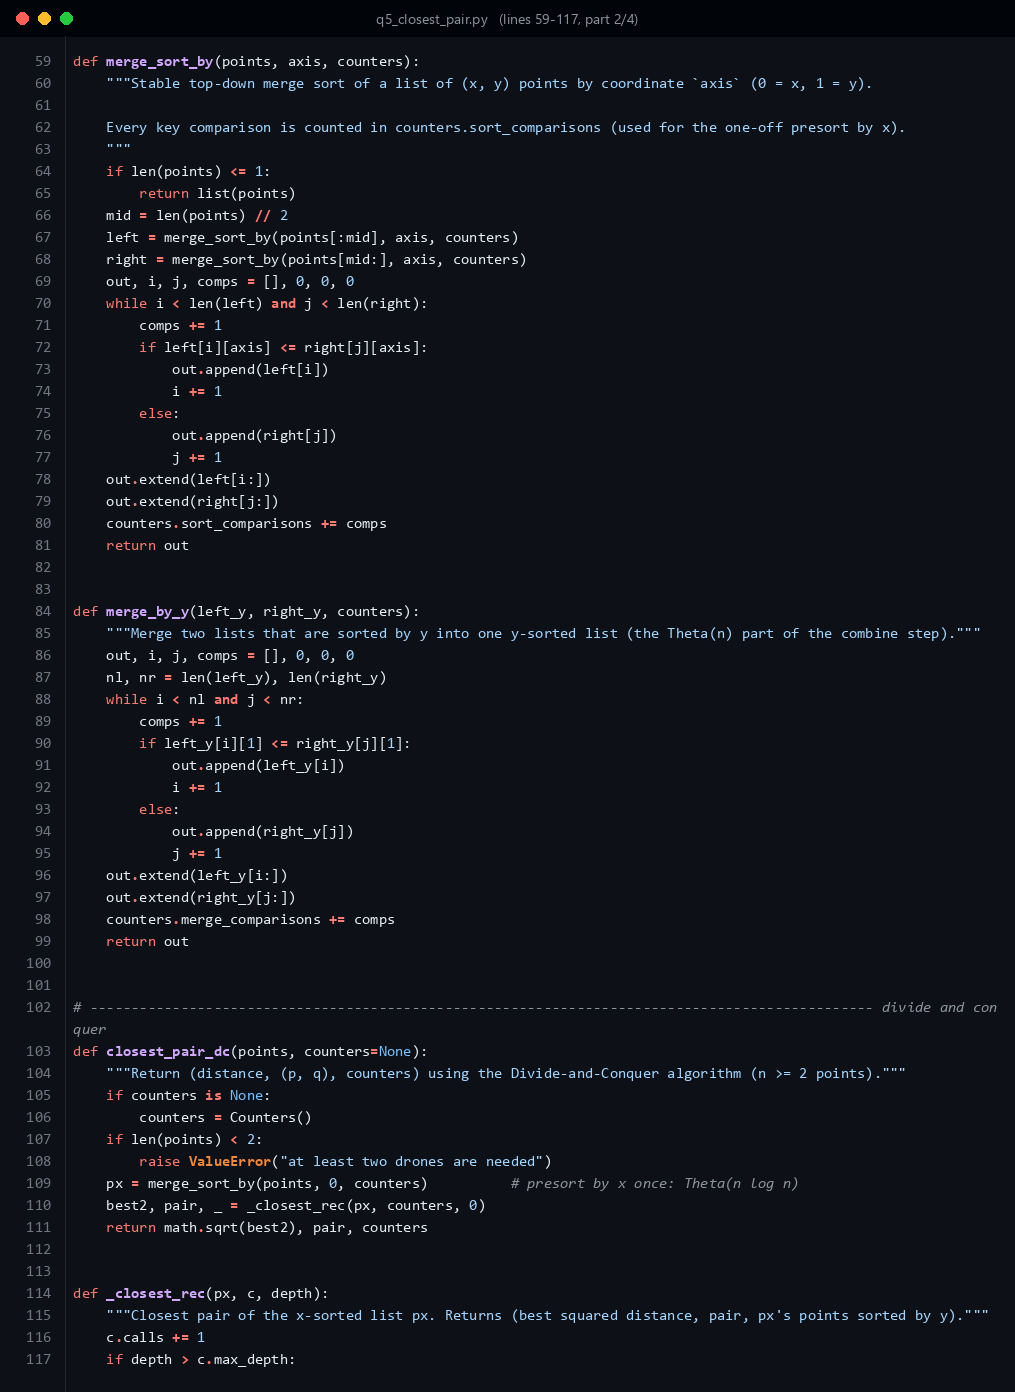 q5_closest_pair.py   (lines 59-117, part 2/4)
59 def merge_sort_by(points, axis, counters):
60     """Stable top-down merge sort of a list of (x, y) points by coordinate `axis` (0 = x, 1 = y).
61
62     Every key comparison is counted in counters.sort_comparisons (used for the one-off presort by x).
63     """
64     if len(points) <= 1:
65         return list(points)
66     mid = len(points) // 2
67     left = merge_sort_by(points[:mid], axis, counters)
68     right = merge_sort_by(points[mid:], axis, counters)
69     out, i, j, comps = [], 0, 0, 0
70     while i < len(left) and j < len(right):
71         comps += 1
72         if left[i][axis] <= right[j][axis]:
73             out.append(left[i])
74             i += 1
75         else:
76             out.append(right[j])
77             j += 1
78     out.extend(left[i:])
79     out.extend(right[j:])
80     counters.sort_comparisons += comps
81     return out
82
83
84 def merge_by_y(left_y, right_y, counters):
85     """Merge two lists that are sorted by y into one y-sorted list (the Theta(n) part of the combine step)."""
86     out, i, j, comps = [], 0, 0, 0
87     nl, nr = len(left_y), len(right_y)
88     while i < nl and j < nr:
89         comps += 1
90         if left_y[i][1] <= right_y[j][1]:
91             out.append(left_y[i])
92             i += 1
93         else:
94             out.append(right_y[j])
95             j += 1
96     out.extend(left_y[i:])
97     out.extend(right_y[j:])
98     counters.merge_comparisons += comps
99     return out
100
101
102 # ----------------------------------------------------------------------------------------------- divide and con
quer
103 def closest_pair_dc(points, counters=None):
104     """Return (distance, (p, q), counters) using the Divide-and-Conquer algorithm (n >= 2 points)."""
105     if counters is None:
106         counters = Counters()
107     if len(points) < 2:
108         raise ValueError("at least two drones are needed")
109     px = merge_sort_by(points, 0, counters)          # presort by x once: Theta(n log n)
110     best2, pair, _ = _closest_rec(px, counters, 0)
111     return math.sqrt(best2), pair, counters
112
113
114 def _closest_rec(px, c, depth):
115     """Closest pair of the x-sorted list px. Returns (best squared distance, pair, px's points sorted by y)."""
116     c.calls += 1
117     if depth > c.max_depth: